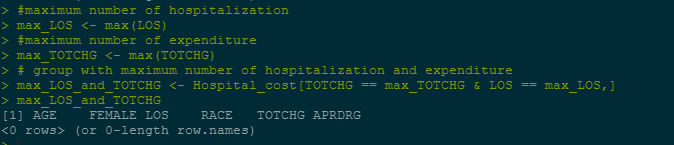 > #maximum number of hospitalization
> max_LOS <- max(LOS)
> #maximum number of expenditure
> max_TOTCHG <- max(TOTCHG)
> # group with maximum number of hospitalization and expenditure
> max_LOS_and_TOTCHG <- Hospital_cost[TOTCHG == max_TOTCHG & LOS == max_LOS,]
> max_LOS_and_TOTCHG
[1] AGE    FEMALE LOS    RACE   TOTCHG APRDRG
<0 rows> (or 0-length row.names)
>